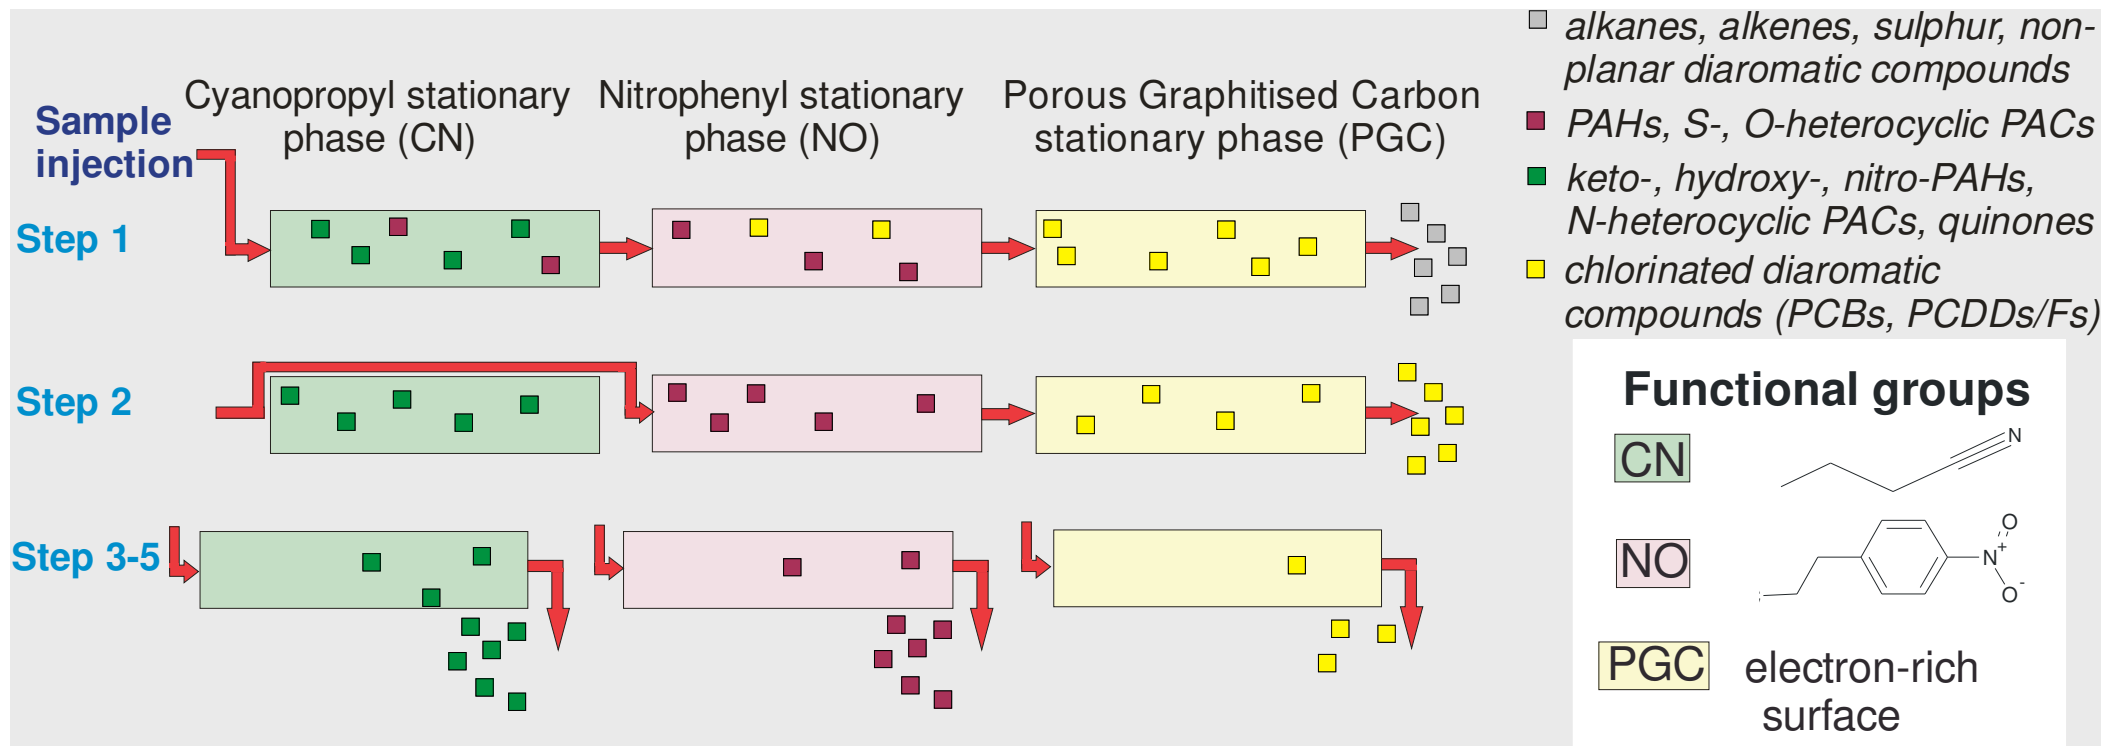 Sample
injection
Cyanopropyl stationary
phase (CN)
Nitrophenyl stationary
phase (NO)
Porous Graphitised Carbon
stationary phase (PGC)
Step 1
Step 2
Step 3-5
alkanes, alkenes, sulphur, non-
planar diaromatic compounds
PAHs, S-, O-heterocyclic PACs
keto-, hydroxy-, nitro-PAHs,
N-heterocyclic PACs, quinones
chlorinated diaromatic
compounds (PCBs, PCDDs/Fs)
Functional groups
CN
N
NO
O
N+
O-
PGC
electron-rich
surface